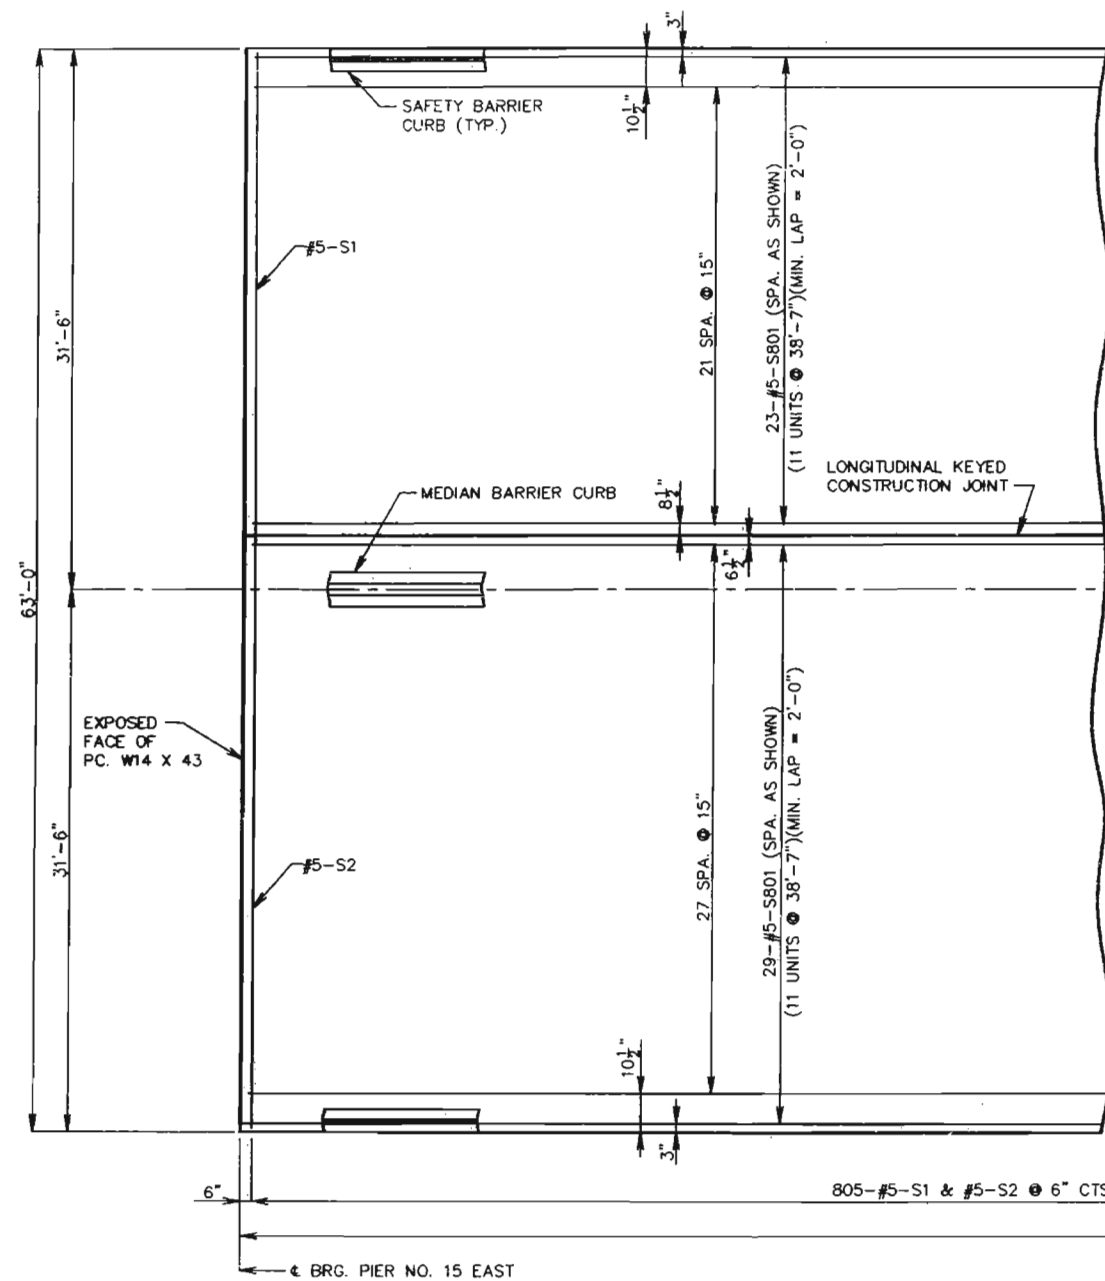 3"
10½"
SAFETY BARRIER
CURB (TYP.)
#5-S1
31'-6"
21 SPA. @ 15"
23-#5-S801 (SPA. AS SHOWN)
(11 UNITS @ 38'-7")(MIN. LAP = 2'-0")
LONGITUDINAL KEYED
CONSTRUCTION JOINT
MEDIAN BARRIER CURB
8½"
6½"
63'-0"
EXPOSED
FACE OF
PC. W14 X 43
31'-6"
#5-S2
27 SPA. @ 15"
29-#5-S801 (SPA. AS SHOWN)
(11 UNITS @ 38'-7")(MIN. LAP = 2'-0")
10½"
3"
6"
805-#5-S1 & #5-S2 @ 6" CTS
℄ BRG. PIER NO. 15 EAST